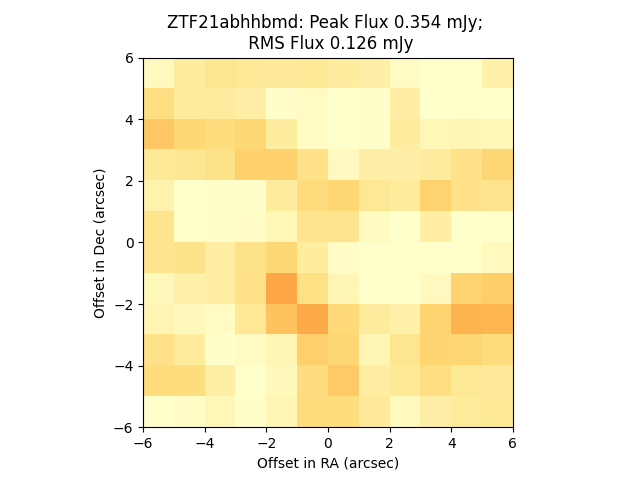 ZTF21abhhbmd: Peak Flux 0.354 mJy;
RMS Flux 0.126 mJy
6
4
2
0
−2
−4
−6
Offset in Dec (arcsec)
−6 −4 −2 0 2 4 6
Offset in RA (arcsec)